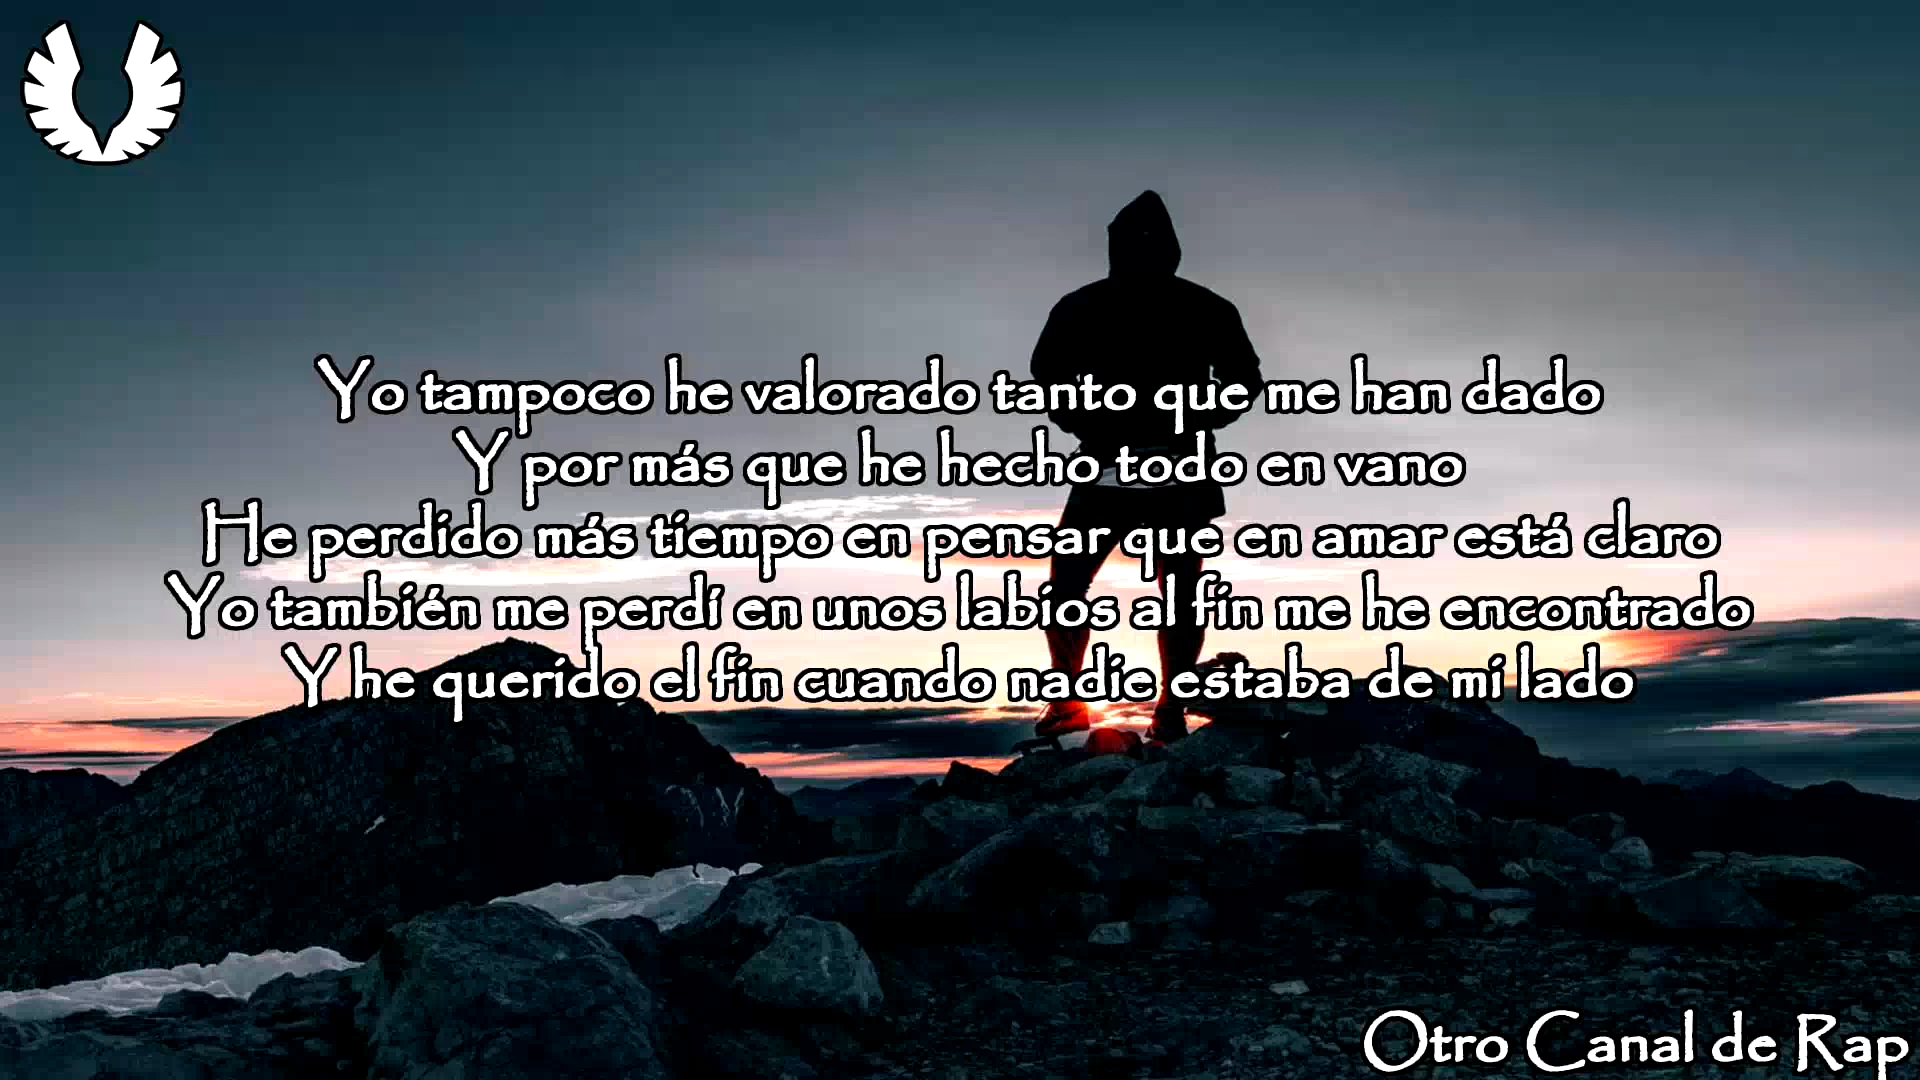 Yo tampoco he valorado tanto que me han dado
Y por más que he hecho todo en vano
He perdido más tiempo en pensar que en amar está claro
Yo también me perdí en unos labios al fin me he encontrado
Y he querido el fin cuando nadie estaba de mi lado
Otro Canal de Rap